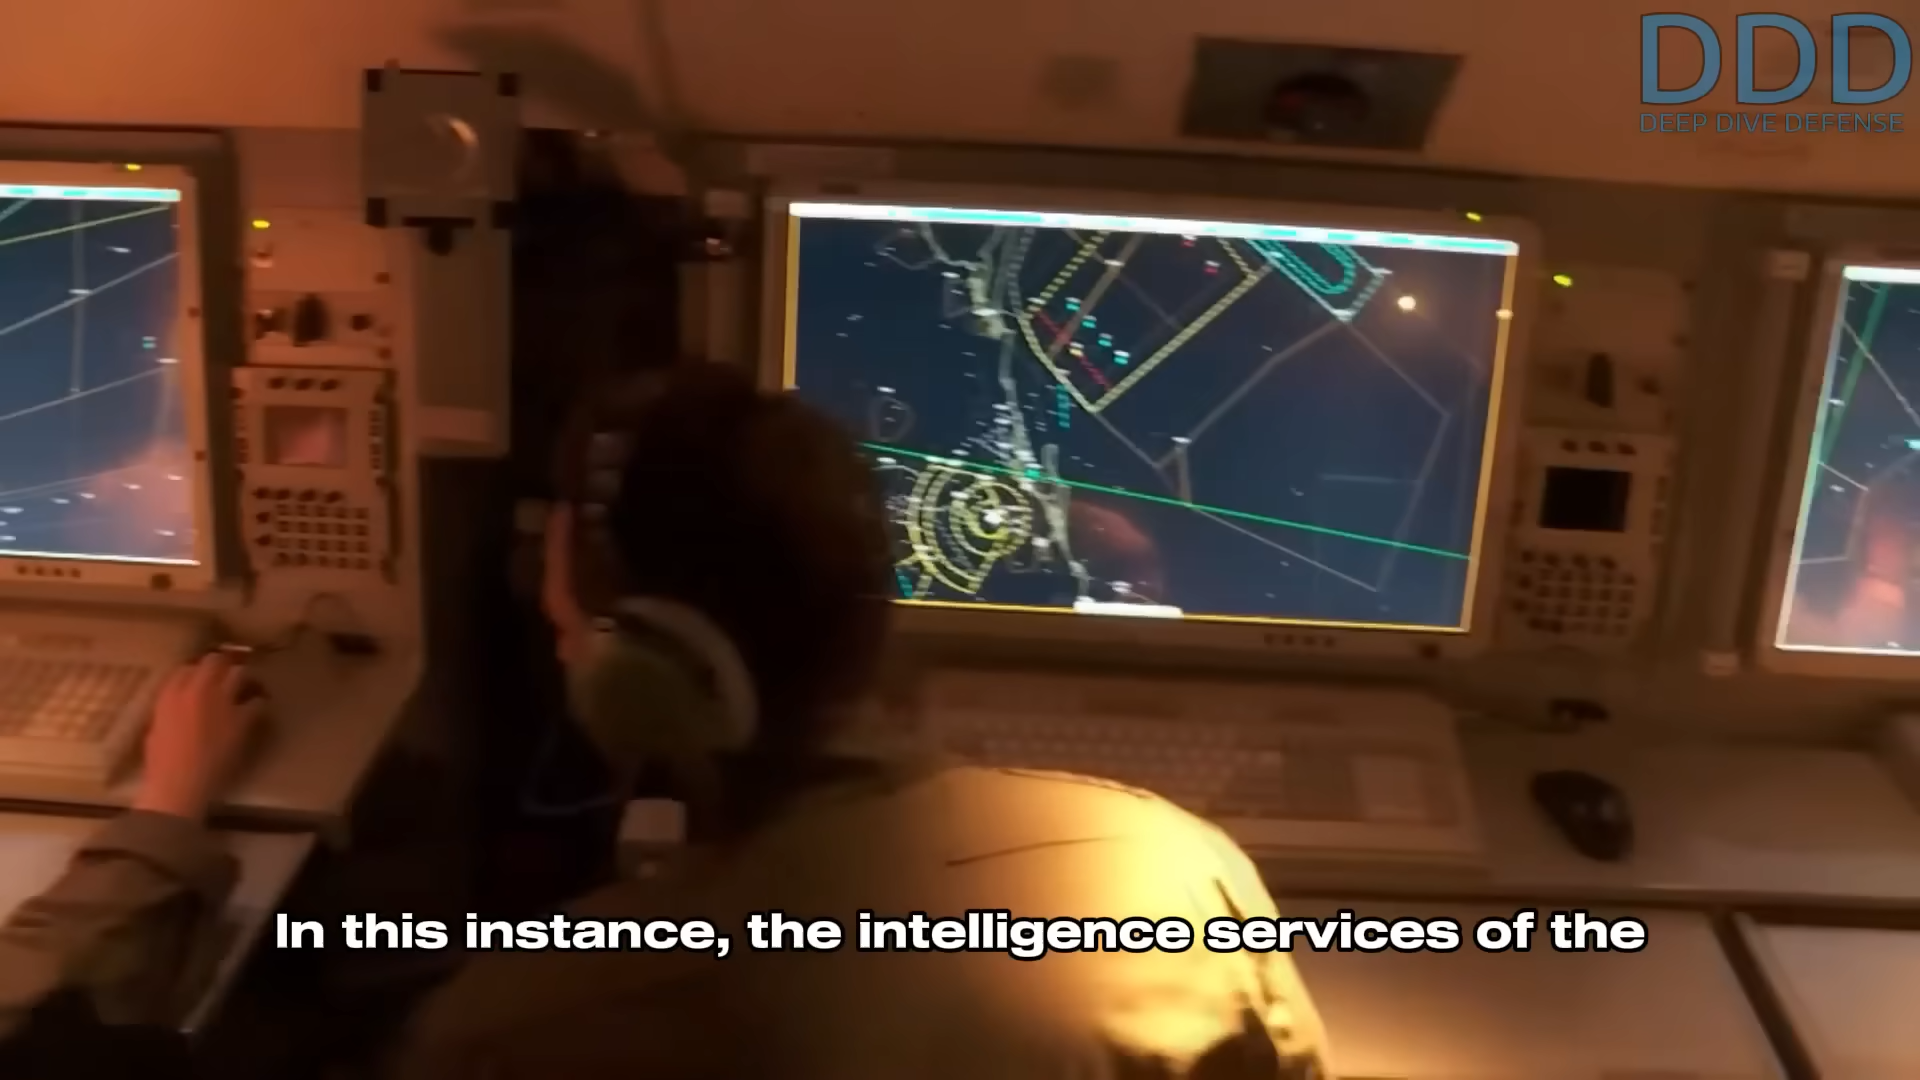 DDD
DEEP DIVE DEFENSE
In this instance, the intelligence services of the